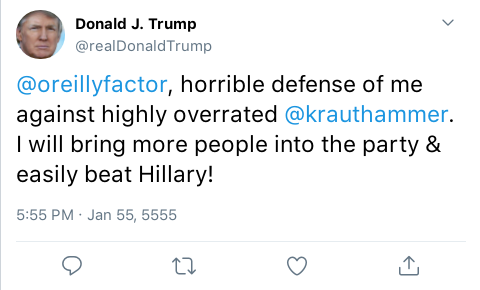 Donald J. Trump
@realDonaldTrump
@oreillyfactor, horrible defense of me
against highly overrated @krauthammer.
I will bring more people into the party &
easily beat Hillary!
5:55 PM · Jan 55, 5555